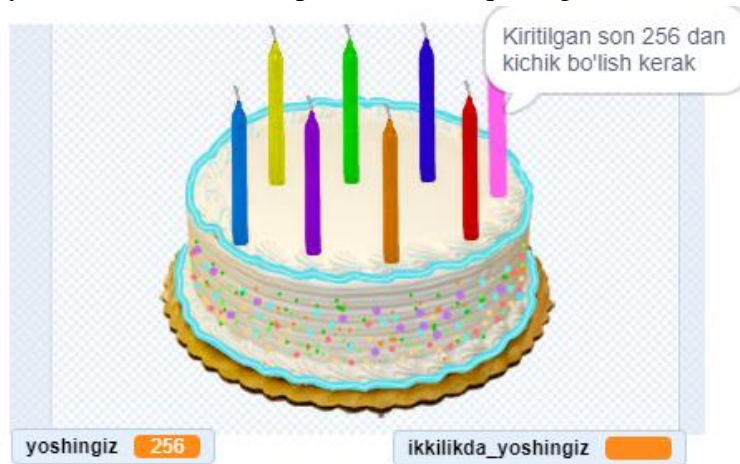 Kiritilgan son 256 dan
kichik bo'lish kerak
yoshingiz 256
ikkilikda_yoshingiz